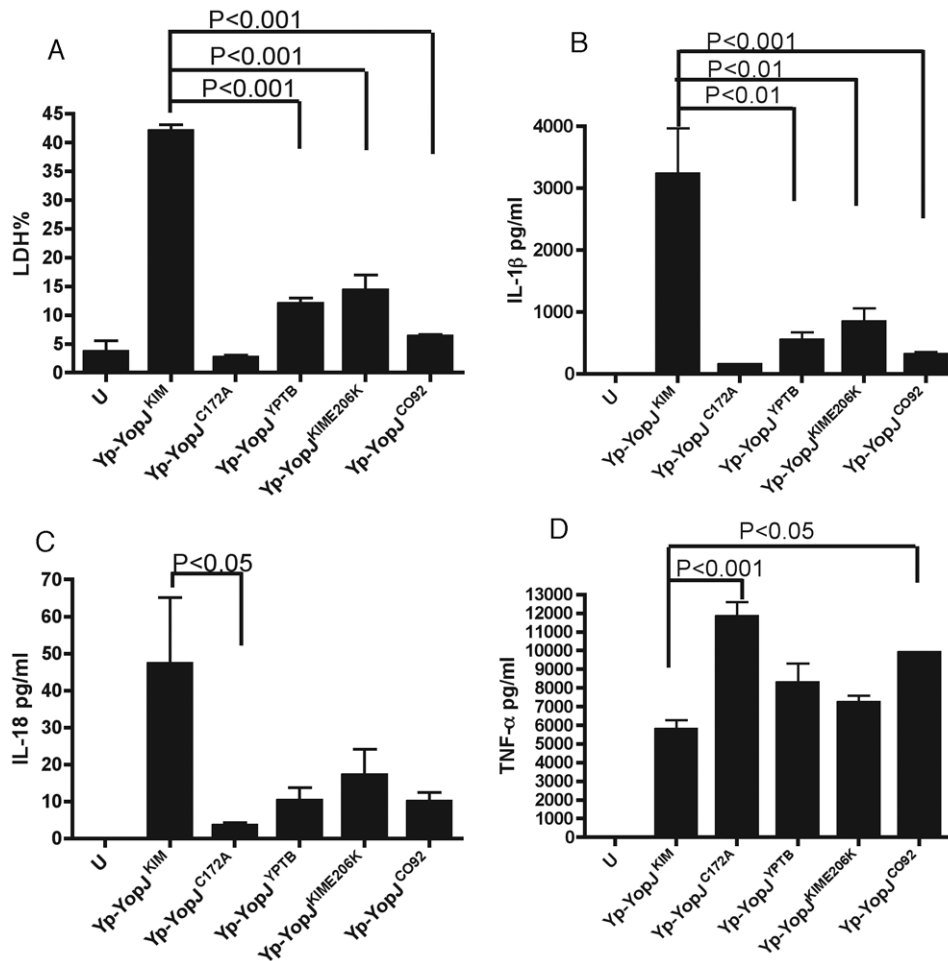 A
P<0.001
P<0.001
P<0.001
LDH%
45
40
35
30
25
20
15
10
5
0
U
Yp-YopJ^KIM
Yp-YopJ^C172A
Yp-YopJ^YPTB
Yp-YopJ^KIME206K
Yp-YopJ^CO92
B
P<0.001
P<0.01
P<0.01
IL-1β pg/ml
4000
3000
2000
1000
0
U
Yp-YopJ^KIM
Yp-YopJ^C172A
Yp-YopJ^YPTB
Yp-YopJ^KIME206K
Yp-YopJ^CO92
C
P<0.05
IL-18 pg/ml
70
60
50
40
30
20
10
0
U
Yp-YopJ^KIM
Yp-YopJ^C172A
Yp-YopJ^YPTB
Yp-YopJ^KIME206K
Yp-YopJ^CO92
D
P<0.05
P<0.001
TNF-α pg/ml
13000
12000
11000
10000
9000
8000
7000
6000
5000
4000
3000
2000
1000
0
U
Yp-YopJ^KIM
Yp-YopJ^C172A
Yp-YopJ^YPTB
Yp-YopJ^KIME206K
Yp-YopJ^CO92